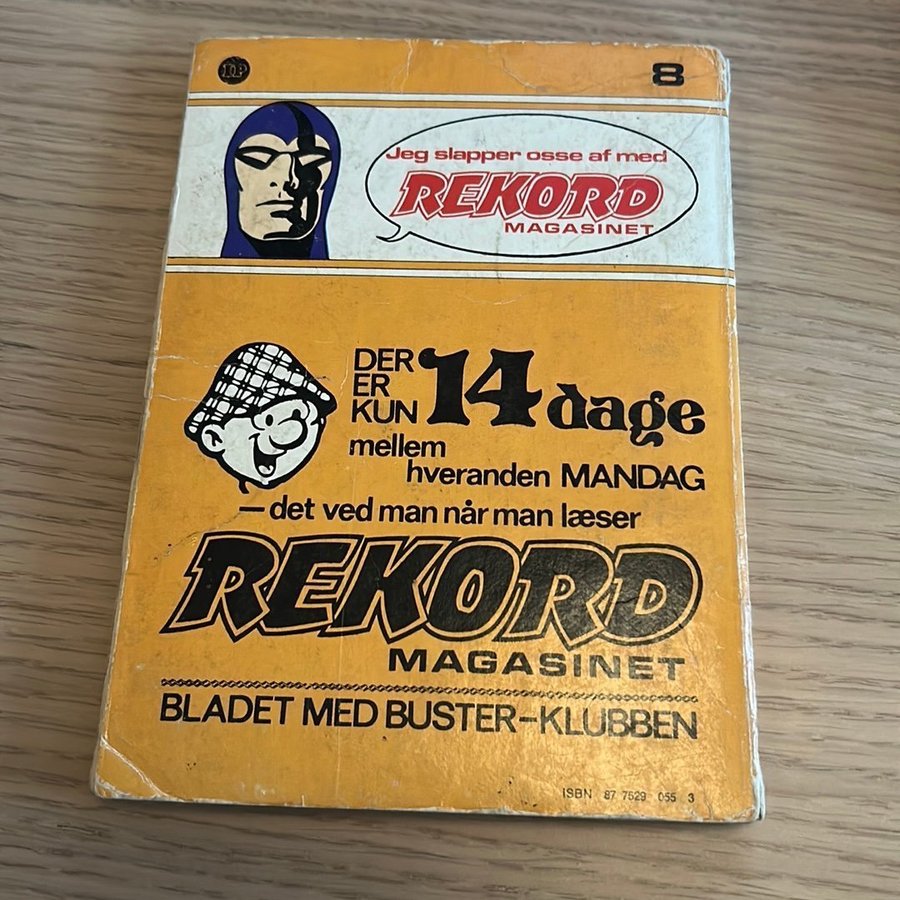 IP
8
Jeg slapper osse af med
REKORD
MAGASINET
DER
ER
KUN
14 dage
mellem
hveranden MANDAG
—det ved man når man læser
REKORD
MAGASINET
BLADET MED BUSTER-KLUBBEN
ISBN 87 7529 055 3